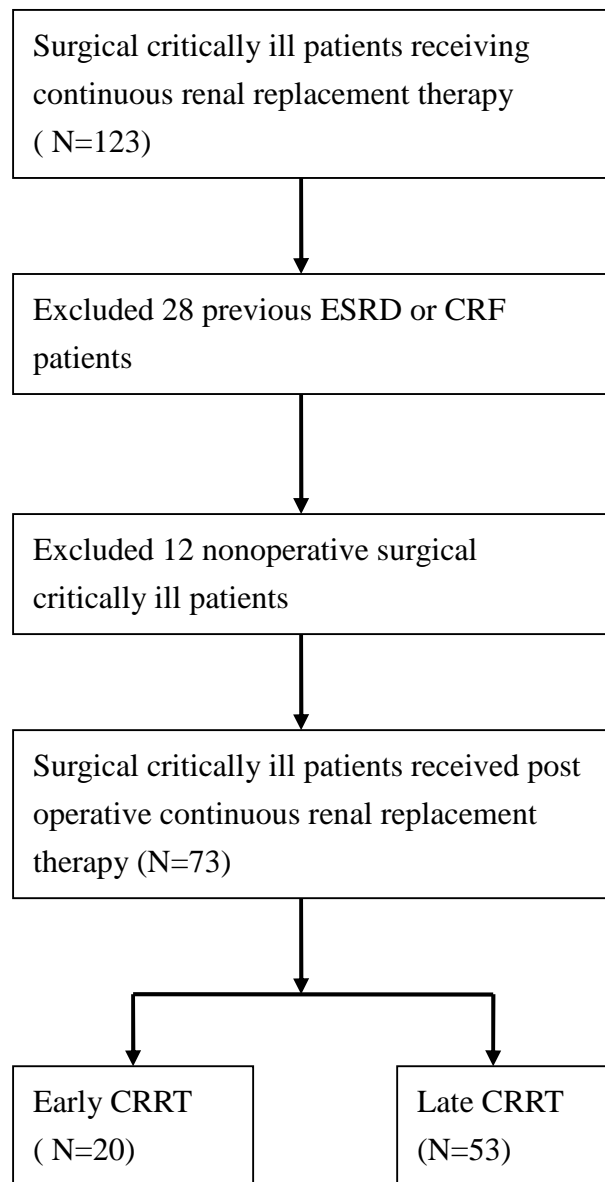 Surgical critically ill patients receiving
continuous renal replacement therapy
( N=123)
Excluded 28 previous ESRD or CRF
patients
Excluded 12 nonoperative surgical
critically ill patients
Surgical critically ill patients received post
operative continuous renal replacement
therapy (N=73)
Early CRRT
( N=20)
Late CRRT
(N=53)